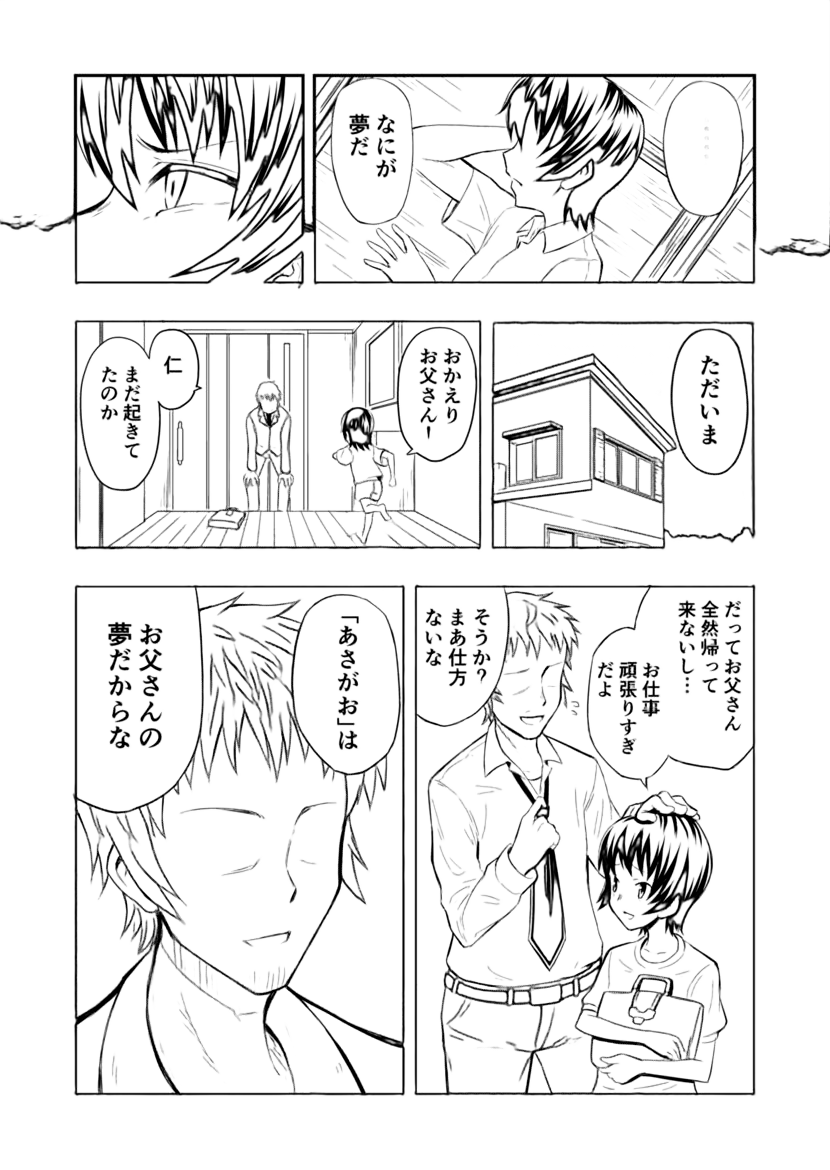 なにが
夢だ
ただいま
おかえり
お父さん!
仁
まだ起きて
たのか
だってお父さん
全然帰って
来ないし…
お仕事
頑張りすぎ
だよ
そうか?
まあ仕方
ないな
「あさがお」は
お父さんの
夢だからな